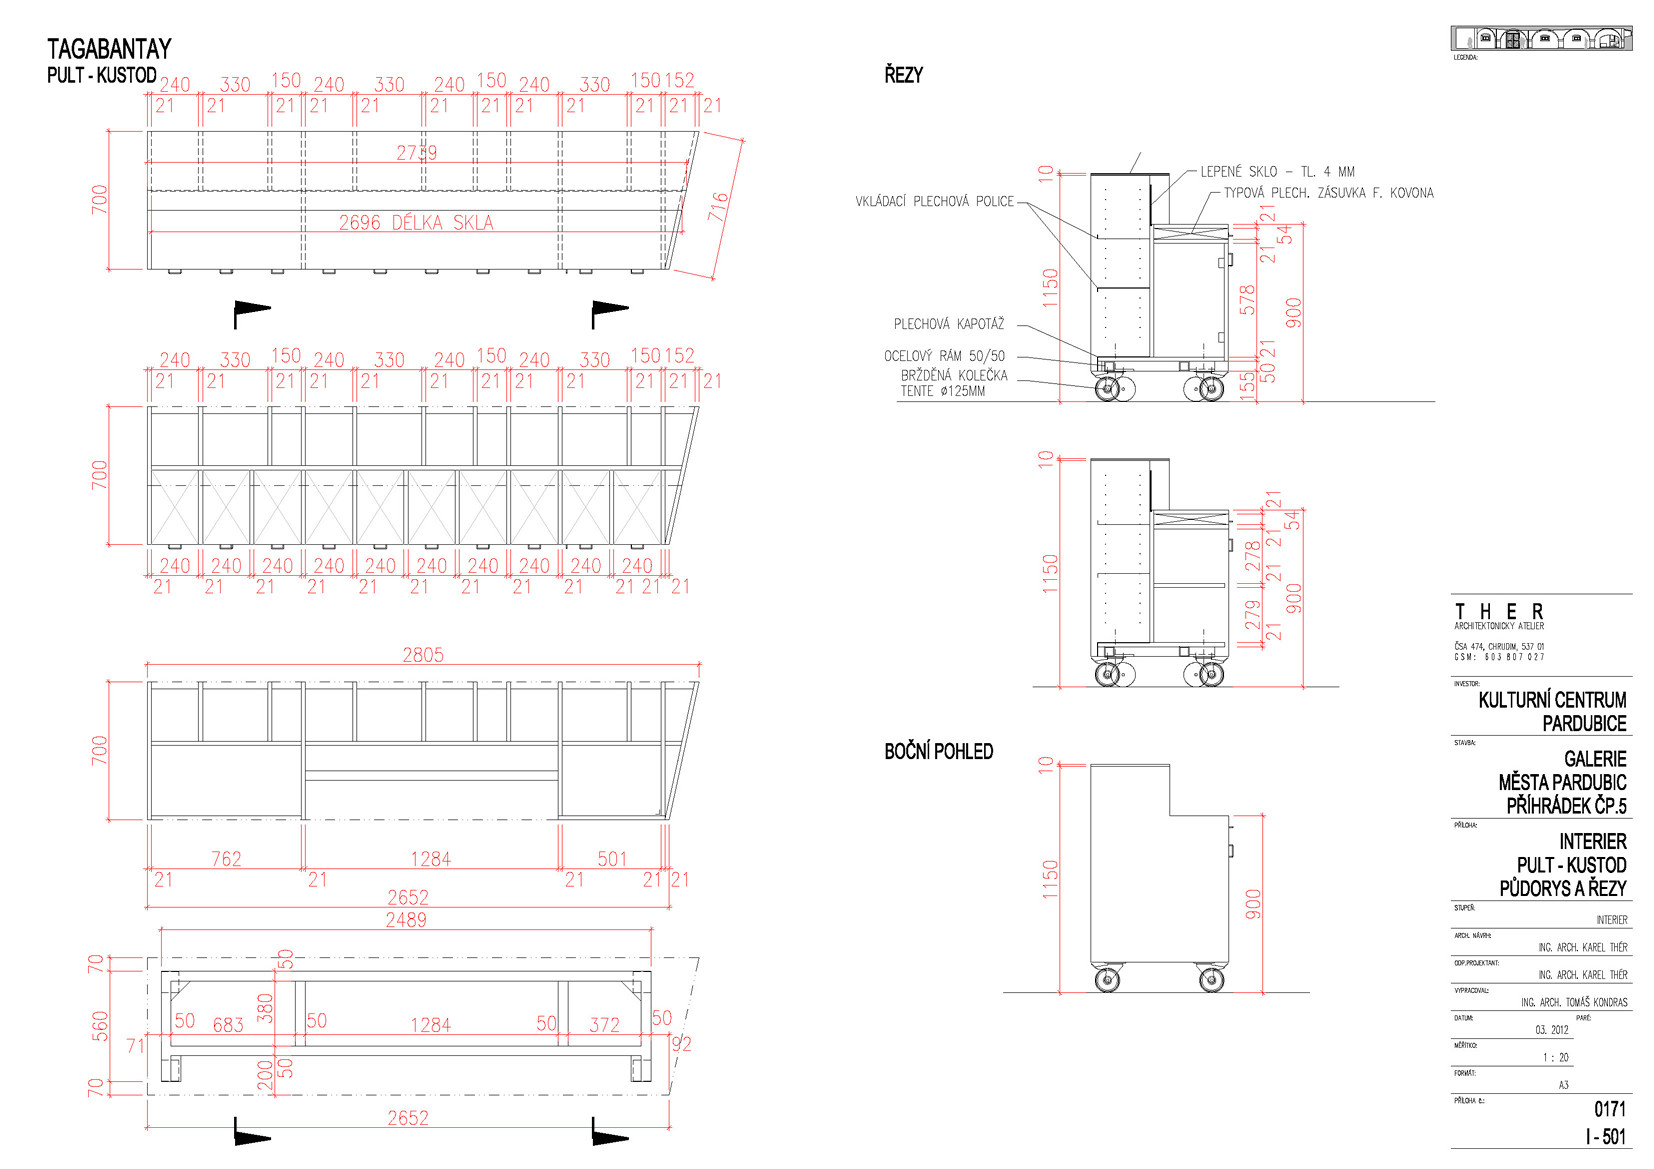 TAGABANTAY
PULT - KUSTOD
240 330 150 240 330 240 150 240 330 150 152
21 21 21 21 21 21 21 21 21 21 21 21
2739
700
716
2696 DÉLKA SKLA
240 330 150 240 330 240 150 240 330 150 152
21 21 21 21 21 21 21 21 21 21 21 21
700
240 240 240 240 240 240 240 240 240 240
21 21 21 21 21 21 21 21 21 21 21 21
2805
700
762 1284 501
21 21 21 21 21
2652
2489
70
50
560
380
50 683 50 1284 50 372 50
71
92
200
50
70
2652
ŘEZY
10
LEPENÉ SKLO - TL. 4 MM
TYPOVÁ PLECH. ZÁSUVKA F. KOVONA
VKLÁDACÍ PLECHOVÁ POLICE
21
54
21
1150
578
900
PLECHOVÁ KAPOTÁŽ
OCELOVÝ RÁM 50/50
BRŽDĚNÁ KOLEČKA
TENTE ø125MM
21
50
155
10
21
54
21
278
1150
21
900
279
21
BOČNÍ POHLED
10
1150
900
LEGENDA:
THER
ARCHITEKTONICKÝ ATELIER
ČSA 474, CHRUDIM, 537 01
GSM: 603 807 027
INVESTOR:
KULTURNÍ CENTRUM
PARDUBICE
STAVBA:
GALERIE
MĚSTA PARDUBIC
PŘÍHRÁDEK ČP.5
PŘÍLOHA:
INTERIER
PULT - KUSTOD
PŮDORYS A ŘEZY
STUPEŇ:
INTERIER
ARCH. NÁVRH:
ING. ARCH. KAREL THÉR
ODP.PROJEKTANT:
ING. ARCH. KAREL THÉR
VYPRACOVAL:
ING. ARCH. TOMÁŠ KONDRAS
DATUM: PARÉ:
03. 2012
MĚŘÍTKO:
1 : 20
FORMÁT:
A3
PŘÍLOHA č.:
0171
I - 501